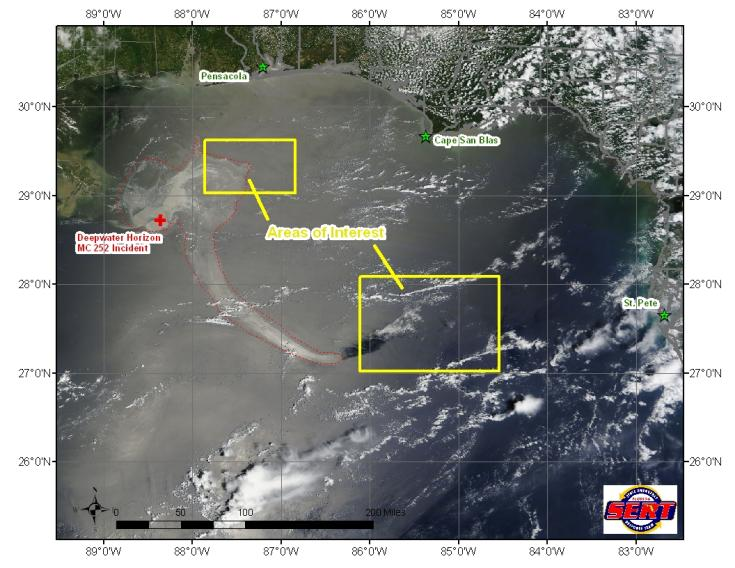 89°0'W 88°0'W 87°0'W 86°0'W 85°0'W 84°0'W 83°0'W
Pensacola
30°0'N 30°0'N
Cape San Blas
29°0'N 29°0'N
Areas of Interest
Deepwater Horizon
MC 252 Incident
28°0'N 28°0'N
St. Pete
27°0'N 27°0'N
26°0'N 26°0'N
0 50 100 200 Miles
SERT
89°0'W 88°0'W 87°0'W 86°0'W 85°0'W 84°0'W 83°0'W